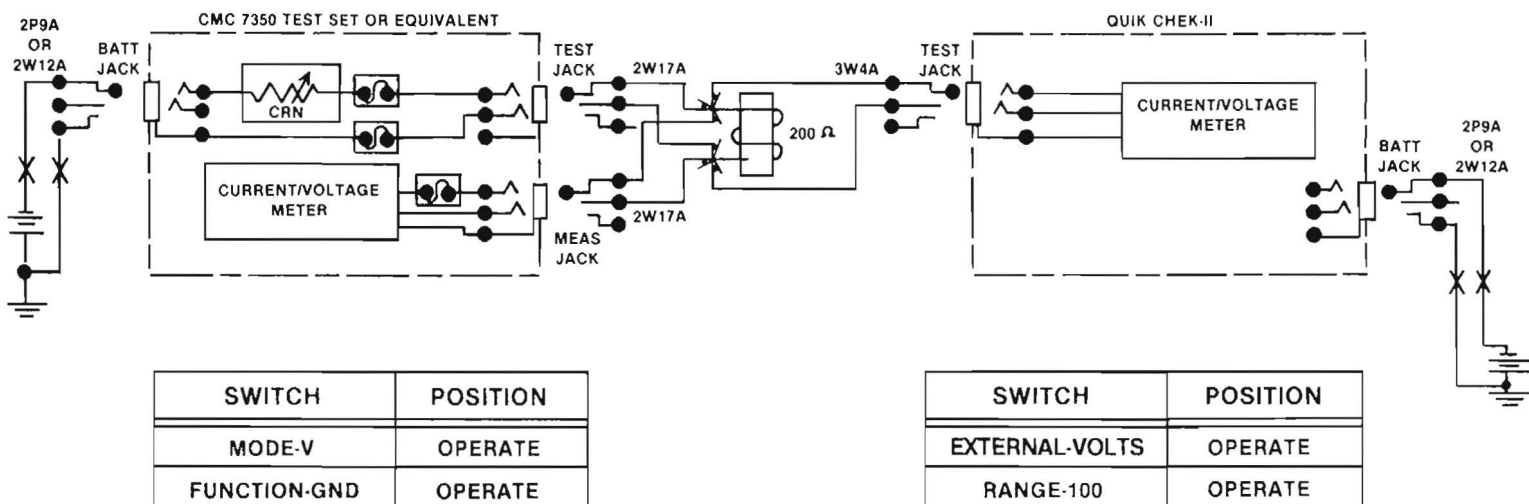 CMC 7350 TEST SET OR EQUIVALENT
QUIK CHEK-II
2P9A
OR
2W12A
BATT
JACK
CRN
TEST
JACK
2W17A
200 Ω
3W4A
TEST
JACK
CURRENT/VOLTAGE
METER
CURRENT/VOLTAGE
METER
2W17A
MEAS
JACK
BATT
JACK
2P9A
OR
2W12A
SWITCH POSITION
MODE-V OPERATE
FUNCTION-GND OPERATE
SWITCH POSITION
EXTERNAL-VOLTS OPERATE
RANGE-100 OPERATE